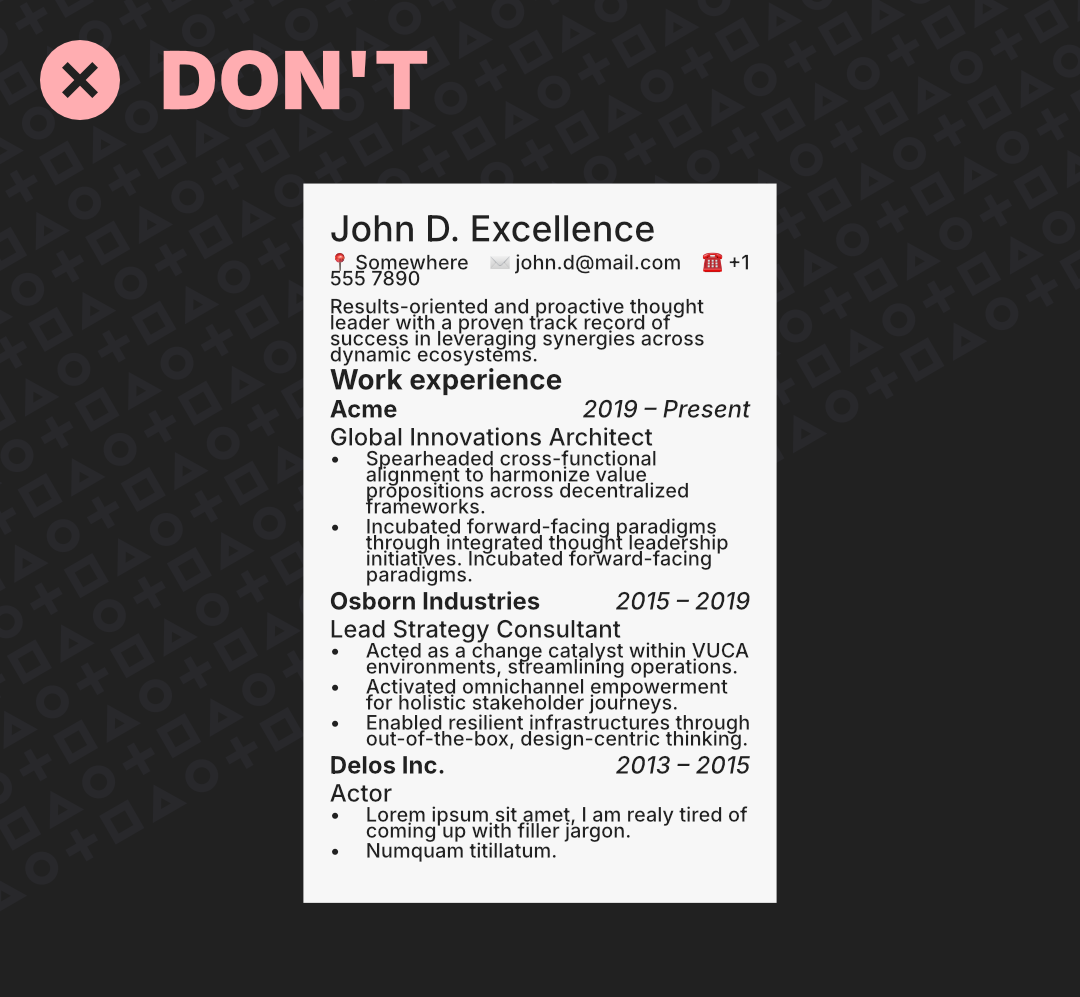 DON'T
John D. Excellence
📍 Somewhere ✉️ john.d@mail.com ☎️ +1
555 7890
Results-oriented and proactive thought
leader with a proven track record of
success in leveraging synergies across
dynamic ecosystems.
Work experience
Acme 2019 – Present
Global Innovations Architect
• Spearheaded cross-functional
alignment to harmonize value
propositions across decentralized
frameworks.
• Incubated forward-facing paradigms
through integrated thought leadership
initiatives. Incubated forward-facing
paradigms.
Osborn Industries 2015 – 2019
Lead Strategy Consultant
• Acted as a change catalyst within VUCA
environments, streamlining operations.
• Activated omnichannel empowerment
for holistic stakeholder journeys.
• Enabled resilient infrastructures through
out-of-the-box, design-centric thinking.
Delos Inc. 2013 – 2015
Actor
• Lorem ipsum sit amet, I am realy tired of
coming up with filler jargon.
• Numquam titillatum.